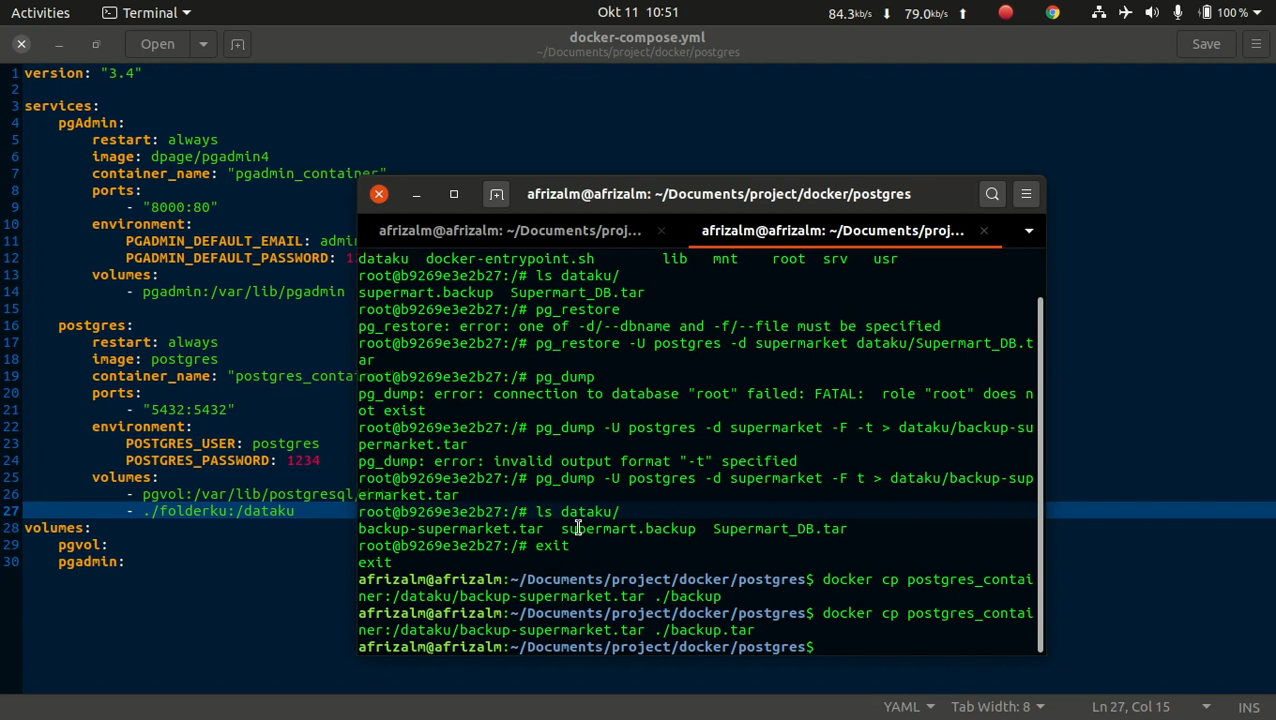 Activities Terminal Okt 11 10:51 84.3kb/s 79.0kb/s 100 %
Open docker-compose.yml Save
~/Documents/project/docker/postgres
1 version: "3.4"
2
3 services:
4 pgAdmin:
5 restart: always
6 image: dpage/pgadmin4
7 container_name: "pgadmin_container"
8 ports:
9 - "8000:80"
10 environment:
11 PGADMIN_DEFAULT_EMAIL:
12 PGADMIN_DEFAULT_PASSWORD:
13 volumes:
14 - pgadmin:/var/lib/pgadmin
15
16 postgres:
17 restart: always
18 image: postgres
19 container_name:
20 ports:
21 - "5432:5432"
22 environment:
23 POSTGRES_USER: postgres
24 POSTGRES_PASSWORD: 1234
25 volumes:
26 - pgvol:/var/lib/postgresql
27 - ./folderku:/dataku
28 volumes:
29 pgvol:
30 pgadmin:
afrizalm@afrizalm: ~/Documents/project/docker/postgres
afrizalm@afrizalm: ~/Documents/proj... afrizalm@afrizalm: ~/Documents/proj...
dataku docker-entrypoint.sh lib mnt root srv usr
root@b9269e3e2b27:/# ls dataku/
supermart.backup Supermart_DB.tar
root@b9269e3e2b27:/# pg_restore
pg_restore: error: one of -d/--dbname and -f/--file must be specified
root@b9269e3e2b27:/# pg_restore -U postgres -d supermarket dataku/Supermart_DB.t
ar
root@b9269e3e2b27:/# pg_dump
pg_dump: error: connection to database "root" failed: FATAL: role "root" does n
ot exist
root@b9269e3e2b27:/# pg_dump -U postgres -d supermarket -F -t > dataku/backup-su
permarket.tar
pg_dump: error: invalid output format "-t" specified
root@b9269e3e2b27:/# pg_dump -U postgres -d supermarket -F t > dataku/backup-sup
ermarket.tar
root@b9269e3e2b27:/# ls dataku/
backup-supermarket.tar supermart.backup Supermart_DB.tar
root@b9269e3e2b27:/# exit
exit
afrizalm@afrizalm:~/Documents/project/docker/postgres$ docker cp postgres_contai
ner:/dataku/backup-supermarket.tar ./backup
afrizalm@afrizalm:~/Documents/project/docker/postgres$ docker cp postgres_contai
ner:/dataku/backup-supermarket.tar ./backup.tar
afrizalm@afrizalm:~/Documents/project/docker/postgres$
YAML Tab Width: 8 Ln 27, Col 15 INS